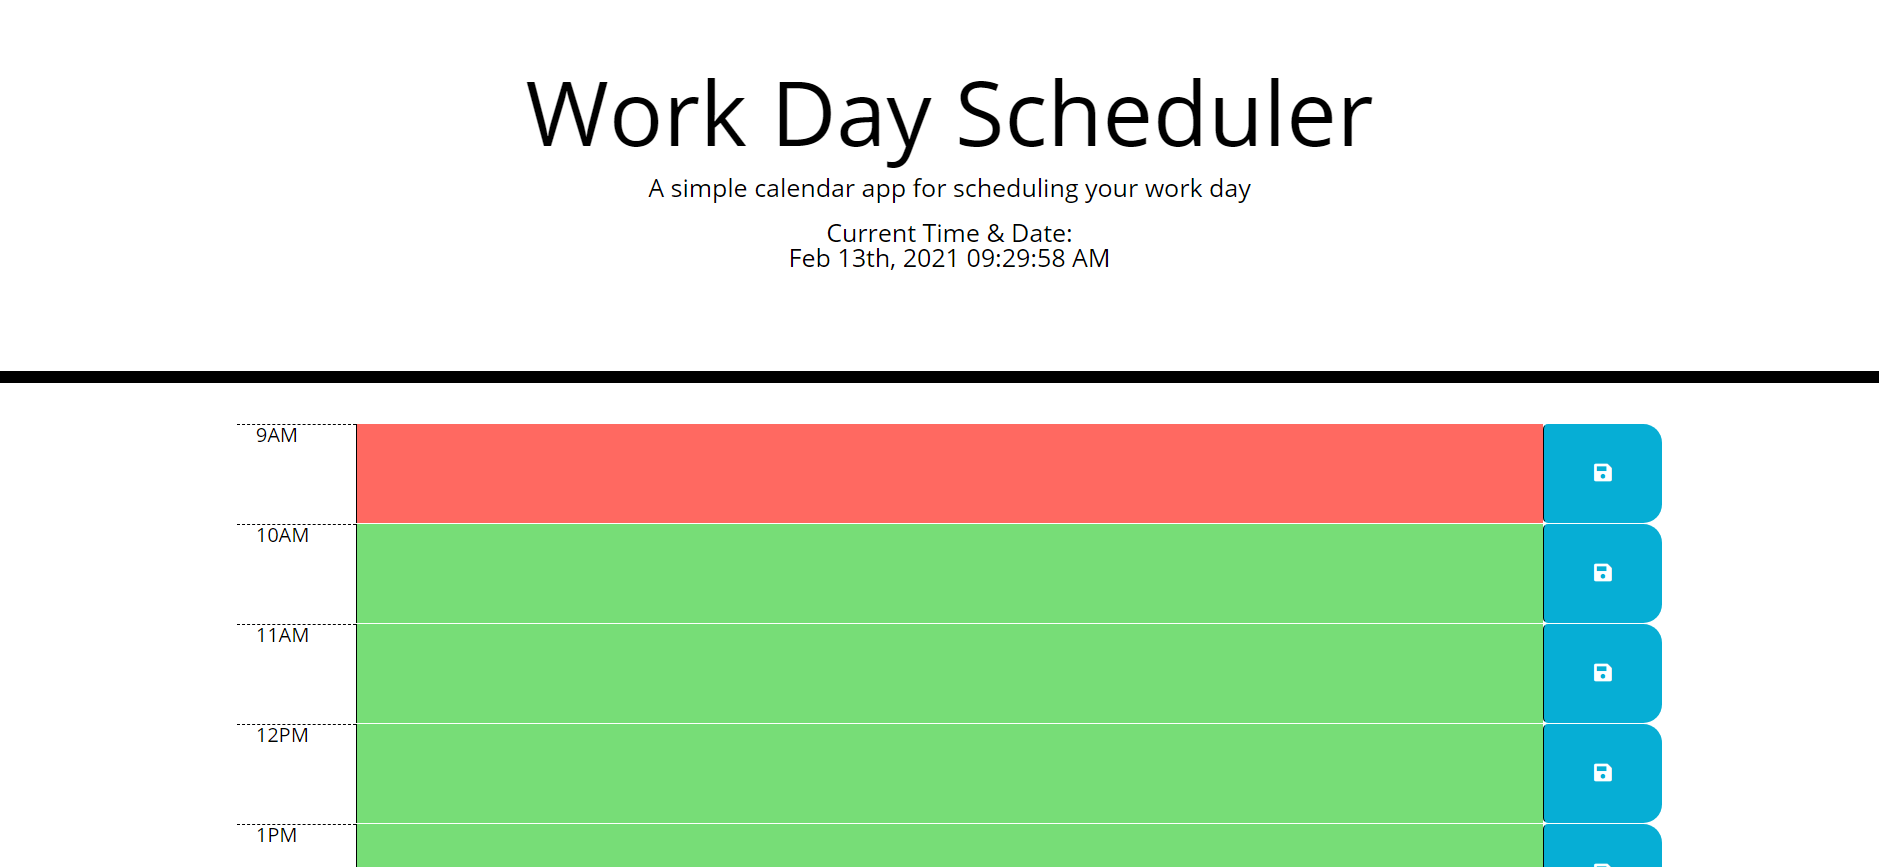 Work Day Scheduler
A simple calendar app for scheduling your work day
Current Time & Date:
Feb 13th, 2021 09:29:58 AM
9AM
10AM
11AM
12PM
1PM